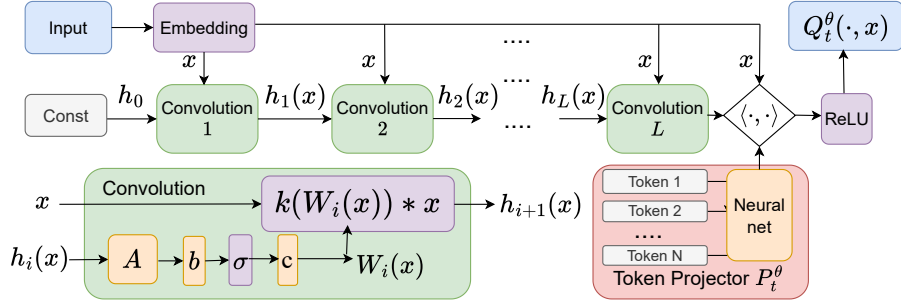 Input
Embedding
....
Q_t^θ(·, x)
x
x
....
x
x
Const
h_0
Convolution
1
h_1(x)
Convolution
2
h_2(x)
....
h_L(x)
Convolution
L
⟨·, ·⟩
ReLU
Convolution
x
k(W_i(x)) * x
h_{i+1}(x)
h_i(x)
A
b
σ
c
W_i(x)
Token 1
Token 2
....
Token N
Neural
net
Token Projector P_t^θ